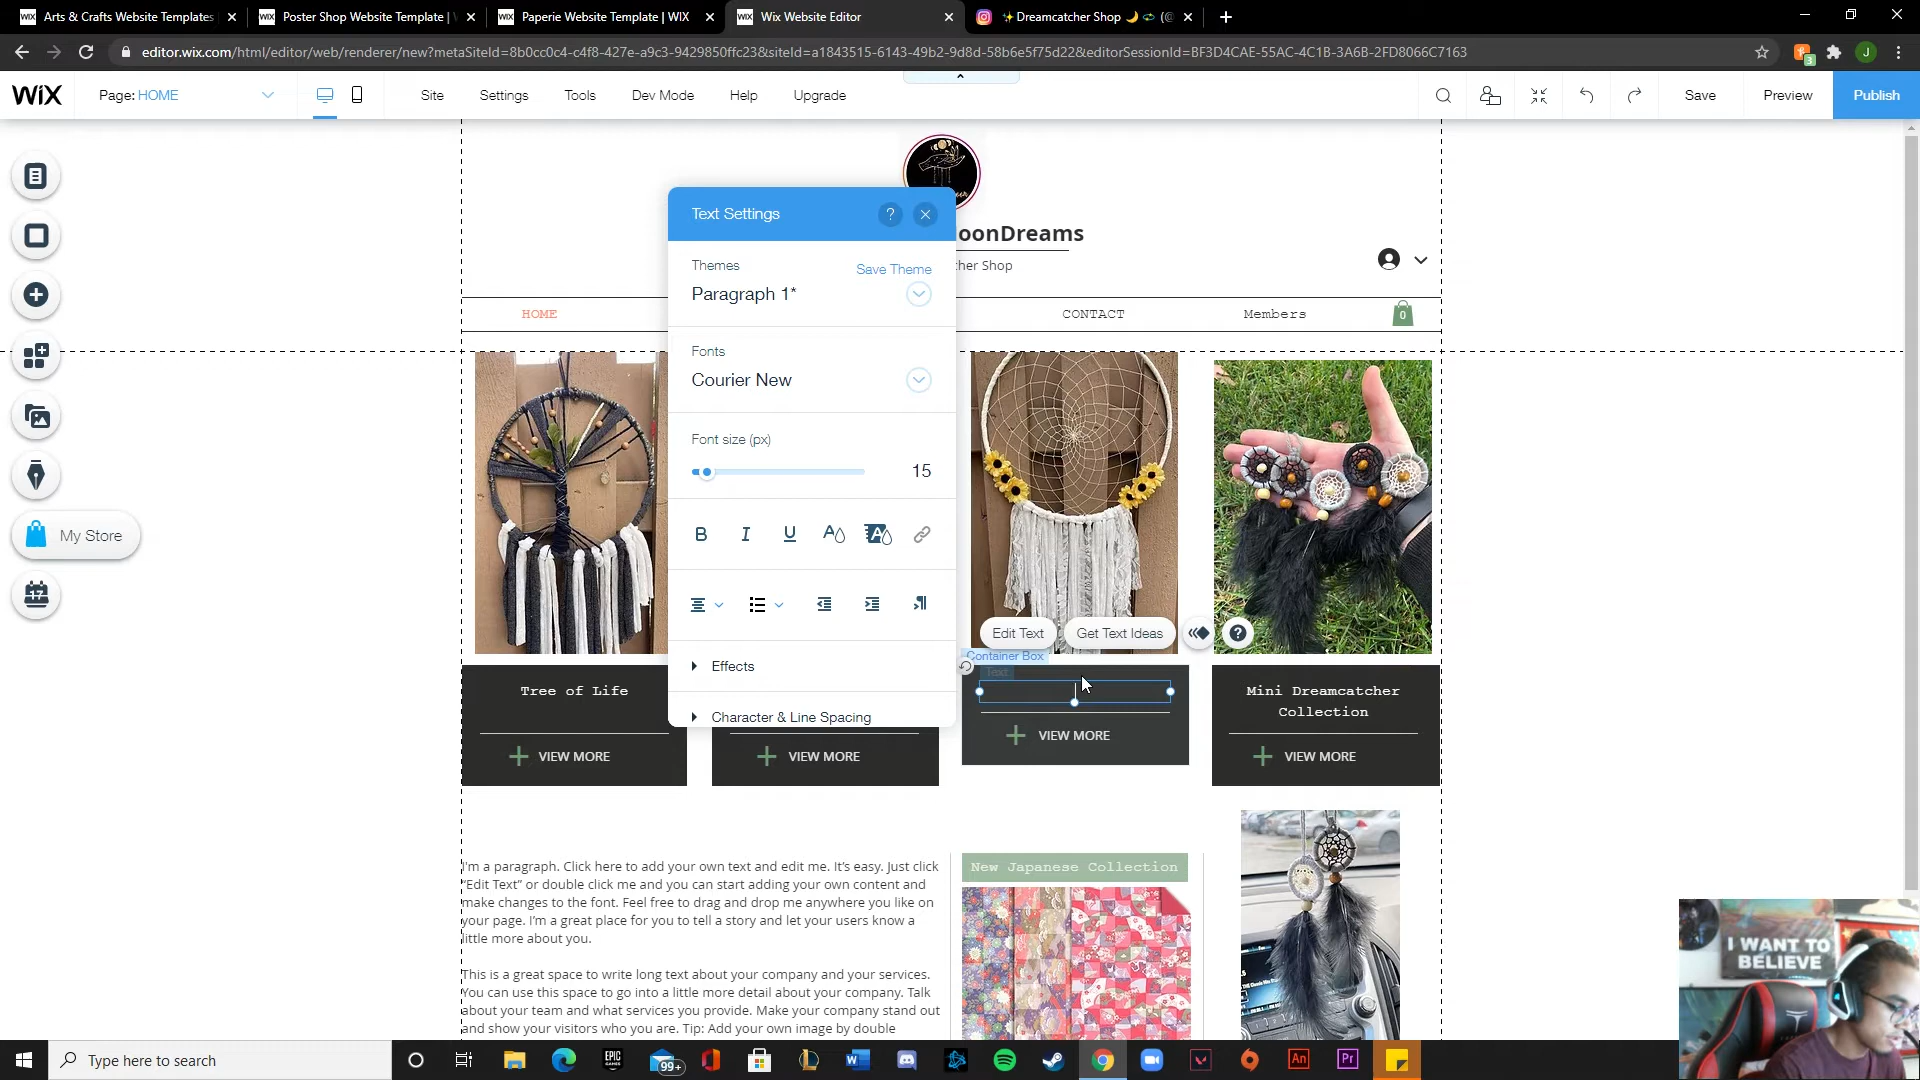 Arts & Crafts Website Templates
Poster Shop Website Template |
Paperie Website Template | WIX
Wix Website Editor
Dreamcatcher Shop
editor.wix.com/html/editor/web/renderer/new?metaSiteId=8b0cc0c4-c4f8-427e-a9c3-9429850ffc23&siteId=a1843515-6143-49b2-9d8d-58b6e5f75d22&editorSessionId=BF3D4CAE-55AC-4C1B-3A6B-2FD8066C7163
J
WiX Page: HOME Site Settings Tools Dev Mode Help Upgrade Save Preview Publish
Text Settings ?
oonDreams
Themes Save Theme
Paragraph 1*
her Shop
HOME CONTACT Members 0
Fonts
Courier New
Font size (px)
15
B I U A A
My Store
17
Edit Text Get Text Ideas ?
Container Box
Effects
Text
Tree of Life
Mini Dreamcatcher
Collection
Character & Line Spacing
VIEW MORE
VIEW MORE
VIEW MORE
VIEW MORE
I'm a paragraph. Click here to add your own text and edit me. It's easy. Just click
"Edit Text" or double click me and you can start adding your own content and
make changes to the font. Feel free to drag and drop me anywhere you like on
your page. I'm a great place for you to tell a story and let your users know a
little more about you.
New Japanese Collection
This is a great space to write long text about your company and your services.
You can use this space to go into a little more detail about your company. Talk
about your team and what services you provide. Make your company stand out
and show your visitors who you are. Tip: Add your own image by double
I WANT TO
BELIEVE
Type here to search
EPIC
GAMES
99+
W
An
Pr